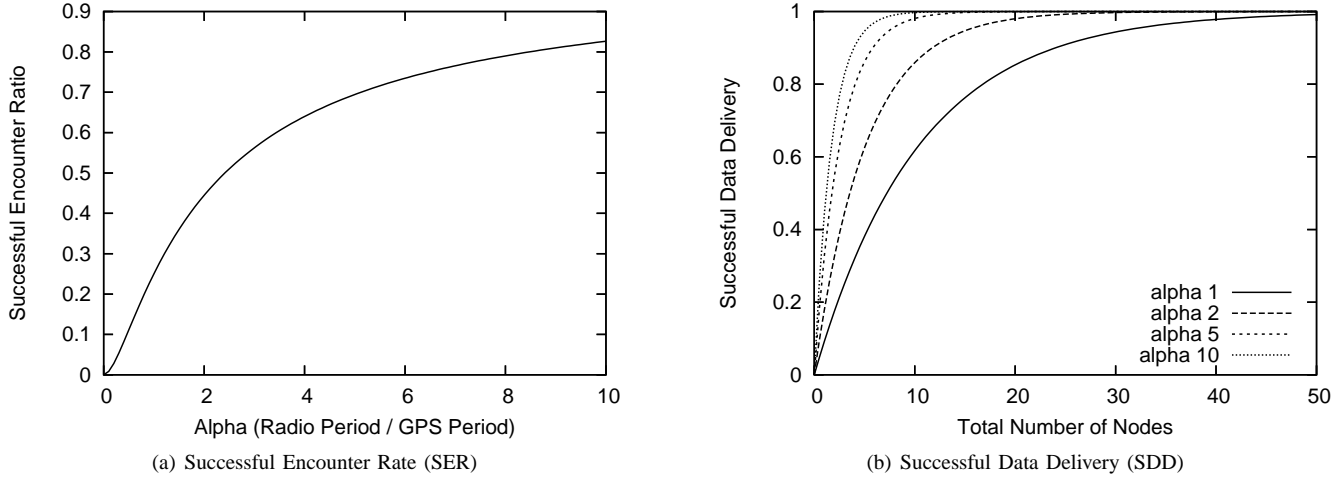 0.9
0.8
0.7
0.6
0.5
0.4
0.3
0.2
0.1
0
Successful Encounter Ratio
0 2 4 6 8 10
Alpha (Radio Period / GPS Period)
(a) Successful Encounter Rate (SER)
1
0.8
0.6
0.4
0.2
0
Successful Data Delivery
alpha 1
alpha 2
alpha 5
alpha 10
0 10 20 30 40 50
Total Number of Nodes
(b) Successful Data Delivery (SDD)